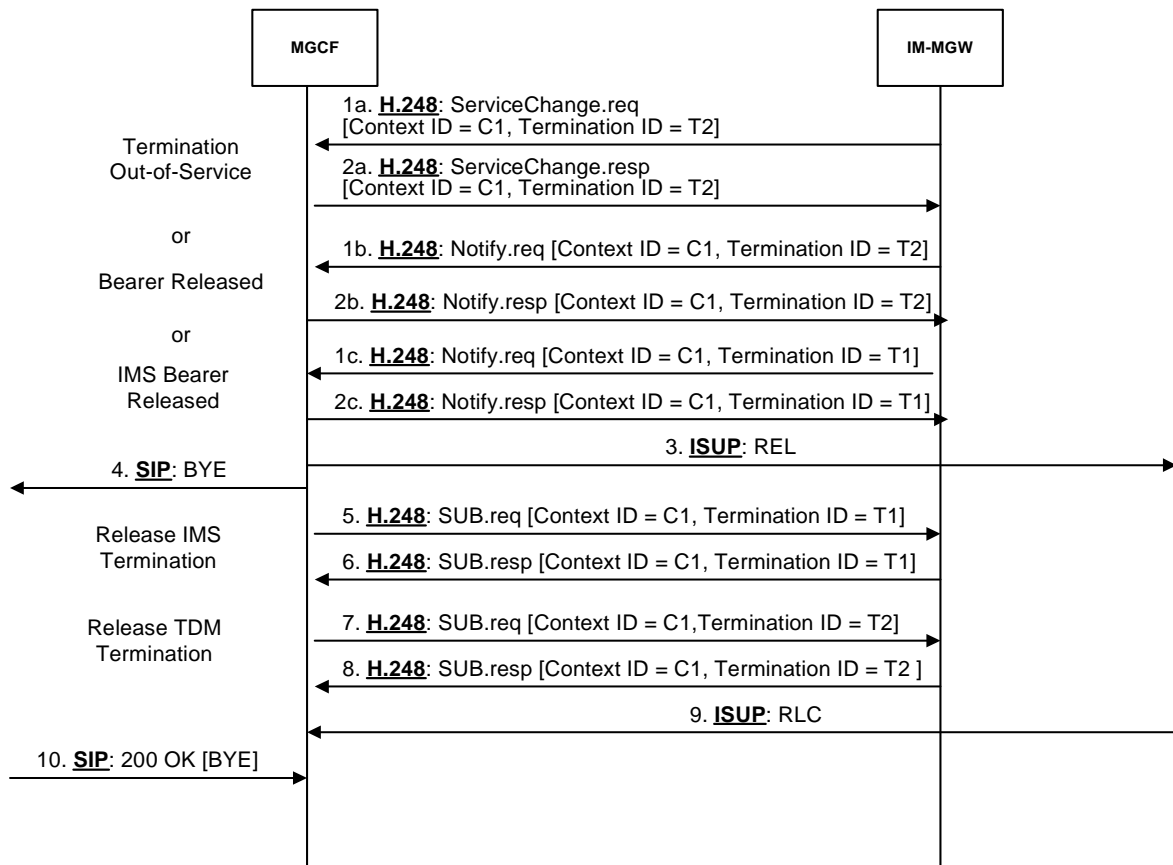 MGCF
IM-MGW
1a. H.248: ServiceChange.req
[Context ID = C1, Termination ID = T2]
Termination
Out-of-Service
2a. H.248: ServiceChange.resp
[Context ID = C1, Termination ID = T2]
or
1b. H.248: Notify.req [Context ID = C1, Termination ID = T2]
Bearer Released
2b. H.248: Notify.resp [Context ID = C1, Termination ID = T2]
or
1c. H.248: Notify.req [Context ID = C1, Termination ID = T1]
IMS Bearer
Released
2c. H.248: Notify.resp [Context ID = C1, Termination ID = T1]
3. ISUP: REL
4. SIP: BYE
5. H.248: SUB.req [Context ID = C1, Termination ID = T1]
Release IMS
Termination
6. H.248: SUB.resp [Context ID = C1, Termination ID = T1]
7. H.248: SUB.req [Context ID = C1,Termination ID = T2]
Release TDM
Termination
8. H.248: SUB.resp [Context ID = C1, Termination ID = T2 ]
9. ISUP: RLC
10. SIP: 200 OK [BYE]